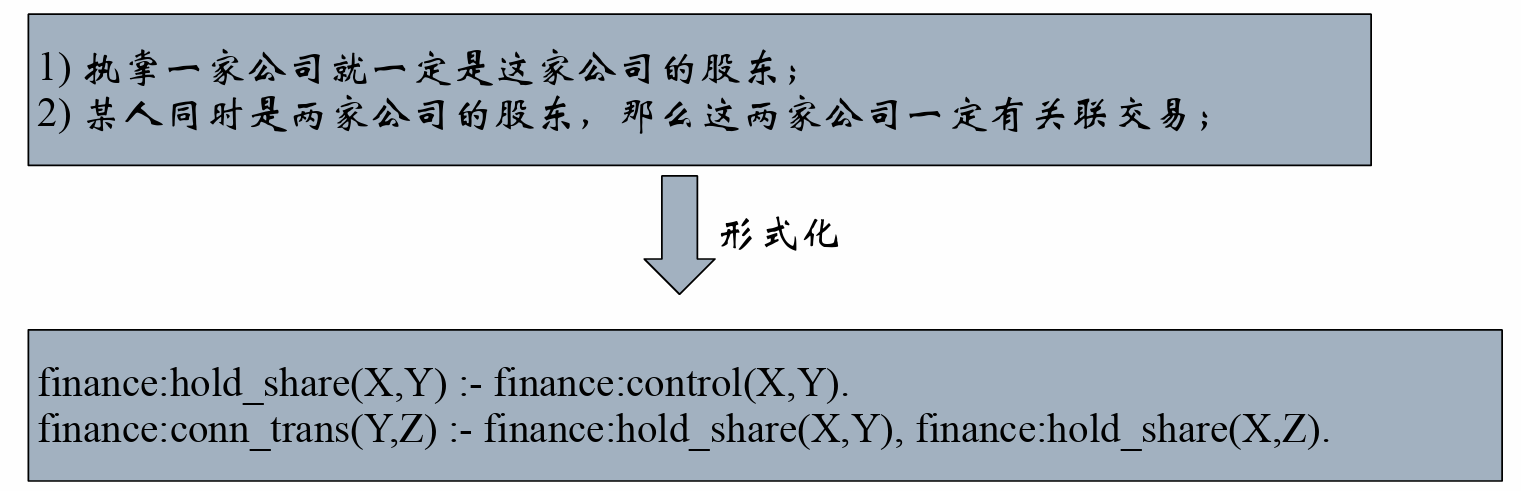 1) 执掌一家公司就一定是这家公司的股东；
2) 某人同时是两家公司的股东，那么这两家公司一定有关联交易；
形式化
finance:hold_share(X,Y) :- finance:control(X,Y).
finance:conn_trans(Y,Z) :- finance:hold_share(X,Y), finance:hold_share(X,Z).